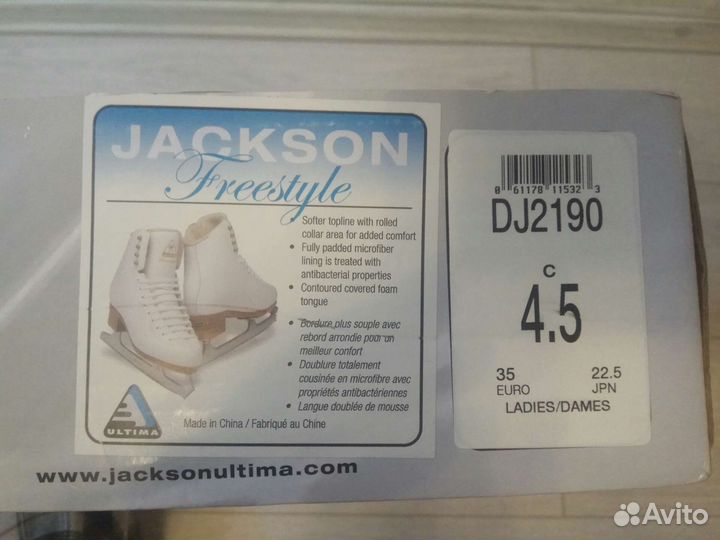 JACKSON
Freestyle
• Softer topline with rolled
collar area for added comfort
• Fully padded microfiber
lining is treated with
antibacterial properties
• Contoured covered foam
tongue
• Bordure plus souple avec
rebord arrondie pour un
meilleur confort
• Doublure totalement
cousinée en microfibre avec
propriétés antibactériennes
• Langue doublée de mousse
Made in China / Fabriqué au Chine
ULTIMA
www.jacksonultima.com
0 61178 11532 3
DJ2190
C
4.5
35
EURO
22.5
JPN
LADIES/DAMES
Avito